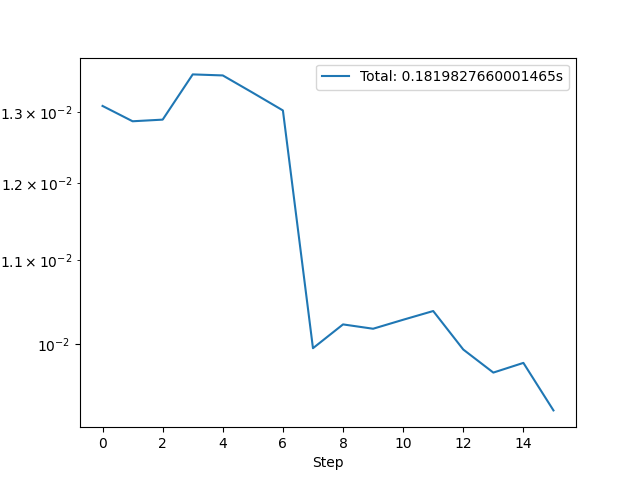 Total: 0.1819827660001465s
1.3 × 10⁻²
1.2 × 10⁻²
1.1 × 10⁻²
10⁻²
0 2 4 6 8 10 12 14
Step